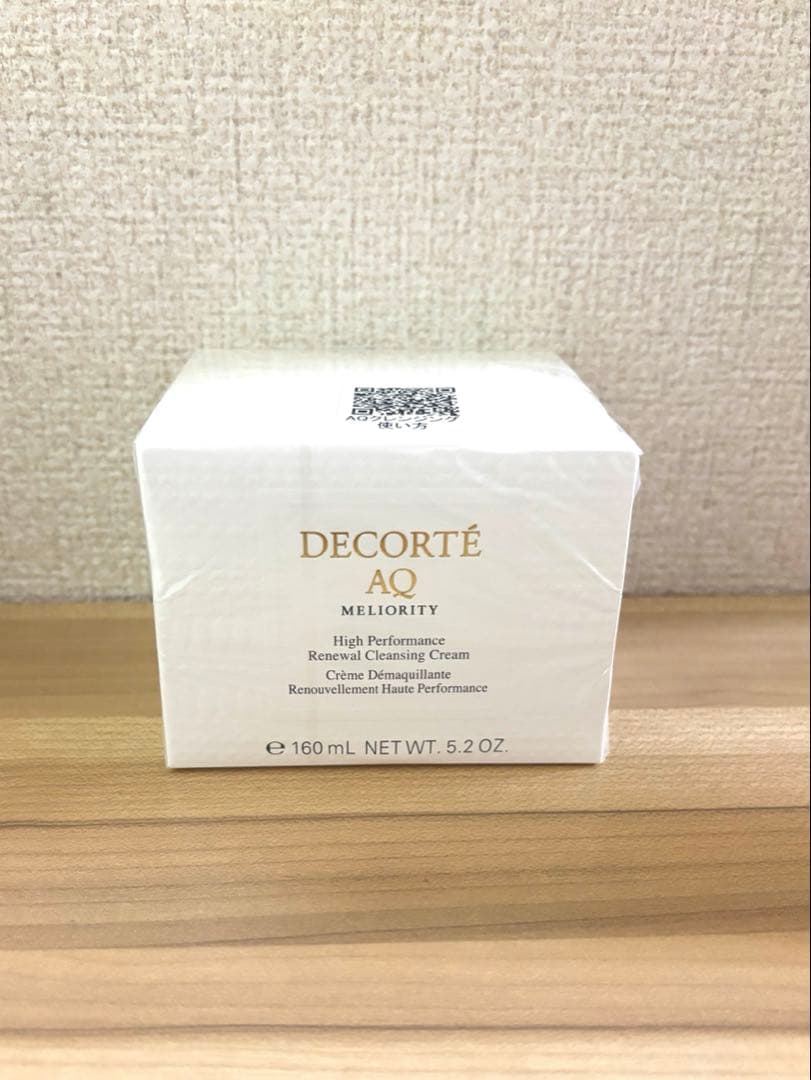 AQクレンジング
使い方
DECORTÉ
AQ
MELIORITY
High Performance
Renewal Cleansing Cream
Crème Démaquillante
Renouvellement Haute Performance
℮ 160 mL NET WT. 5.2 OZ.